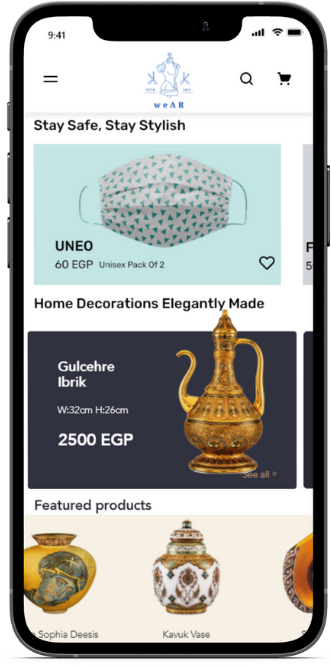 9:41
weAR
Stay Safe, Stay Stylish
UNEO
60 EGP Unisex Pack Of 2
F
5
Home Decorations Elegantly Made
Gulcehre
Ibrik
W:32cm H:26cm
2500 EGP
See all >
Featured products
Sophia Deesis
Kavuk Vase